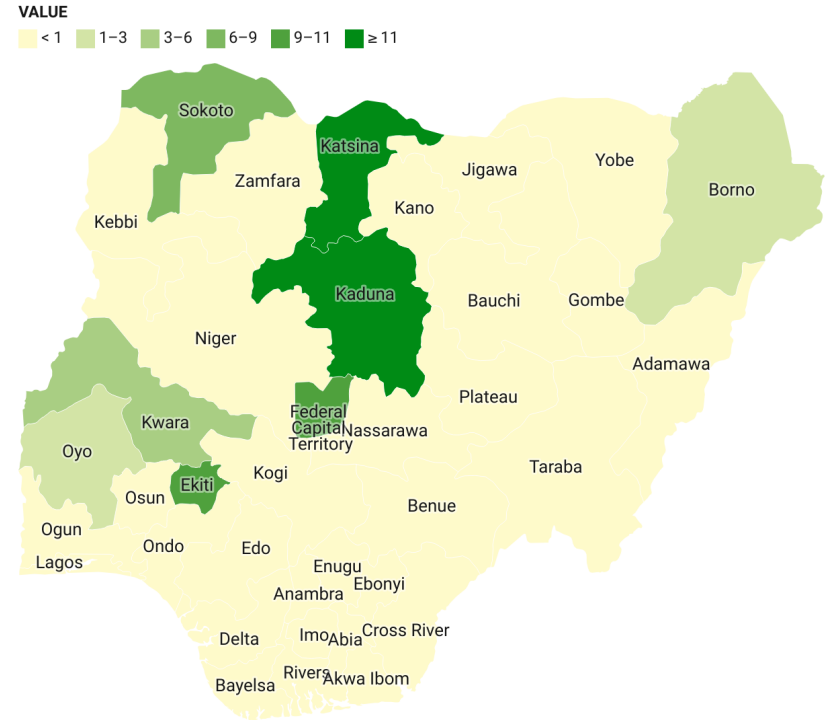 VALUE
< 1 1–3 3–6 6–9 9–11 ≥ 11
Sokoto
Katsina
Jigawa
Yobe
Zamfara
Borno
Kano
Kebbi
Kaduna
Bauchi
Gombe
Niger
Adamawa
Plateau
Federal
Capital
Territory
Nassarawa
Kwara
Oyo
Taraba
Kogi
Ekiti
Osun
Benue
Ogun
Ondo
Edo
Lagos
Enugu
Ebonyi
Anambra
Cross River
Delta
Imo
Abia
Rivers
Akwa Ibom
Bayelsa